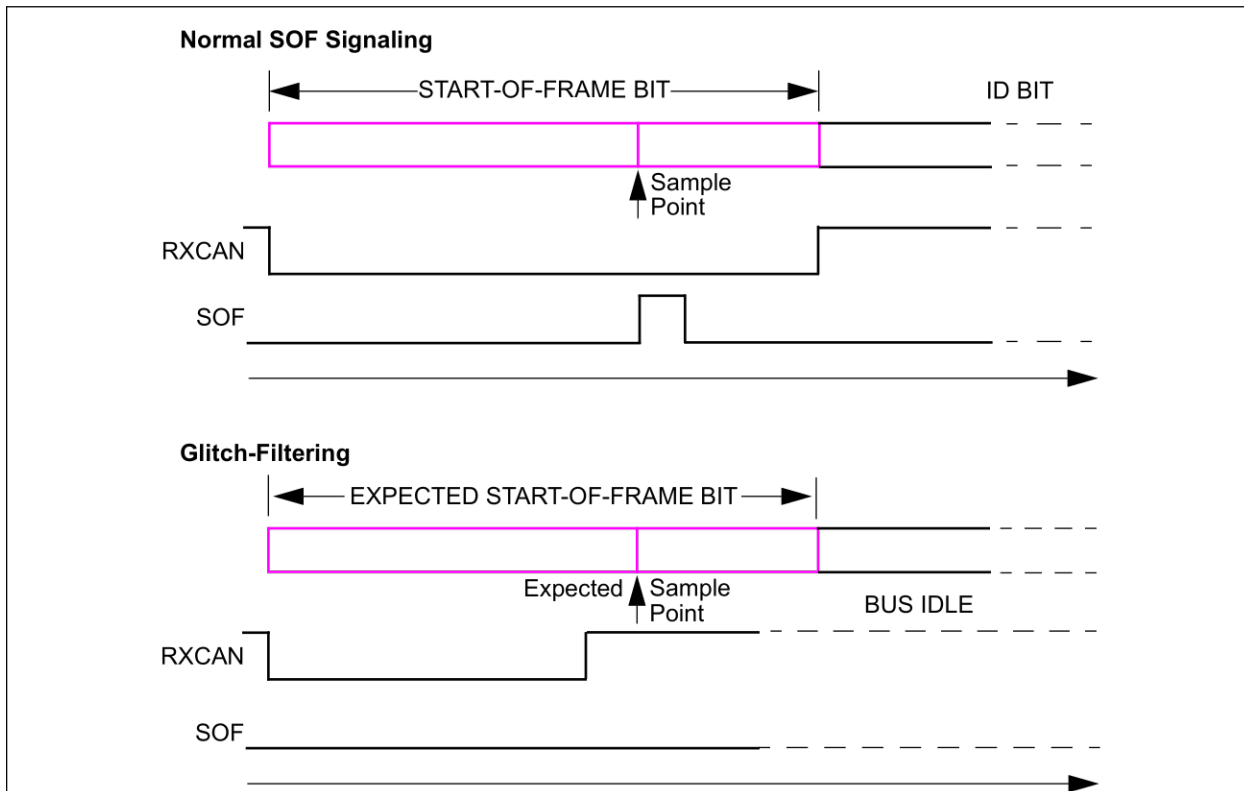 Normal SOF Signaling
START-OF-FRAME BIT
ID BIT
Sample
Point
RXCAN
SOF
Glitch-Filtering
EXPECTED START-OF-FRAME BIT
Expected Sample
Point
BUS IDLE
RXCAN
SOF